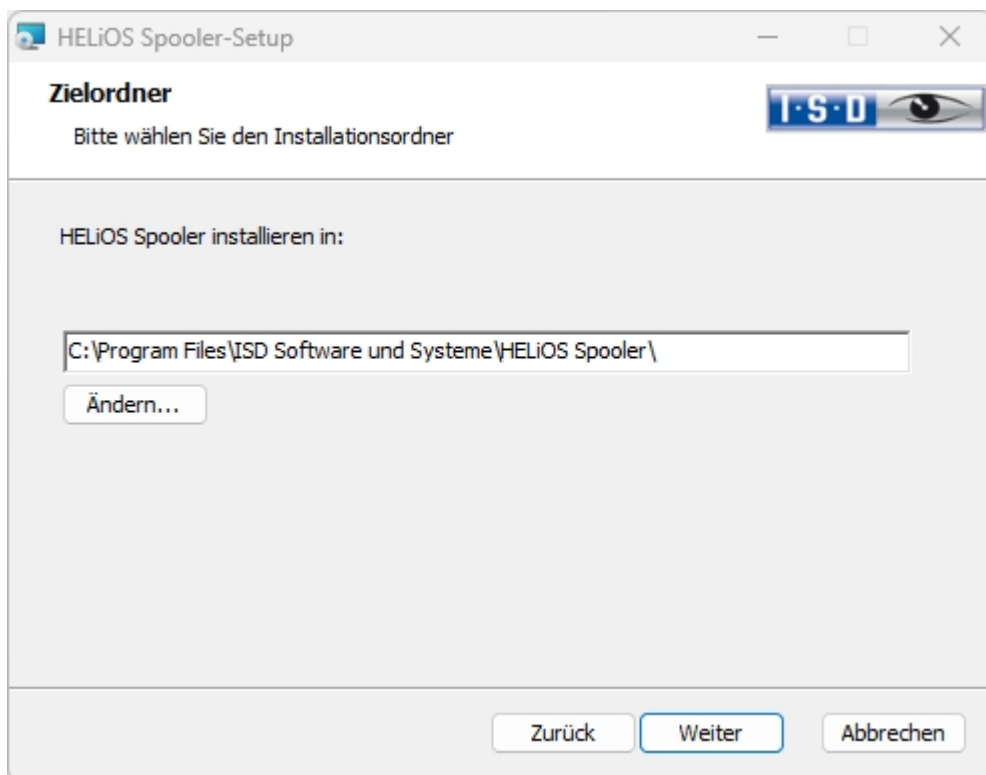 HELiOS Spooler-Setup
Zielordner
Bitte wählen Sie den Installationsordner
I·S·D
HELiOS Spooler installieren in:
C:\Program Files\ISD Software und Systeme\HELiOS Spooler\
Ändern...
Zurück
Weiter
Abbrechen